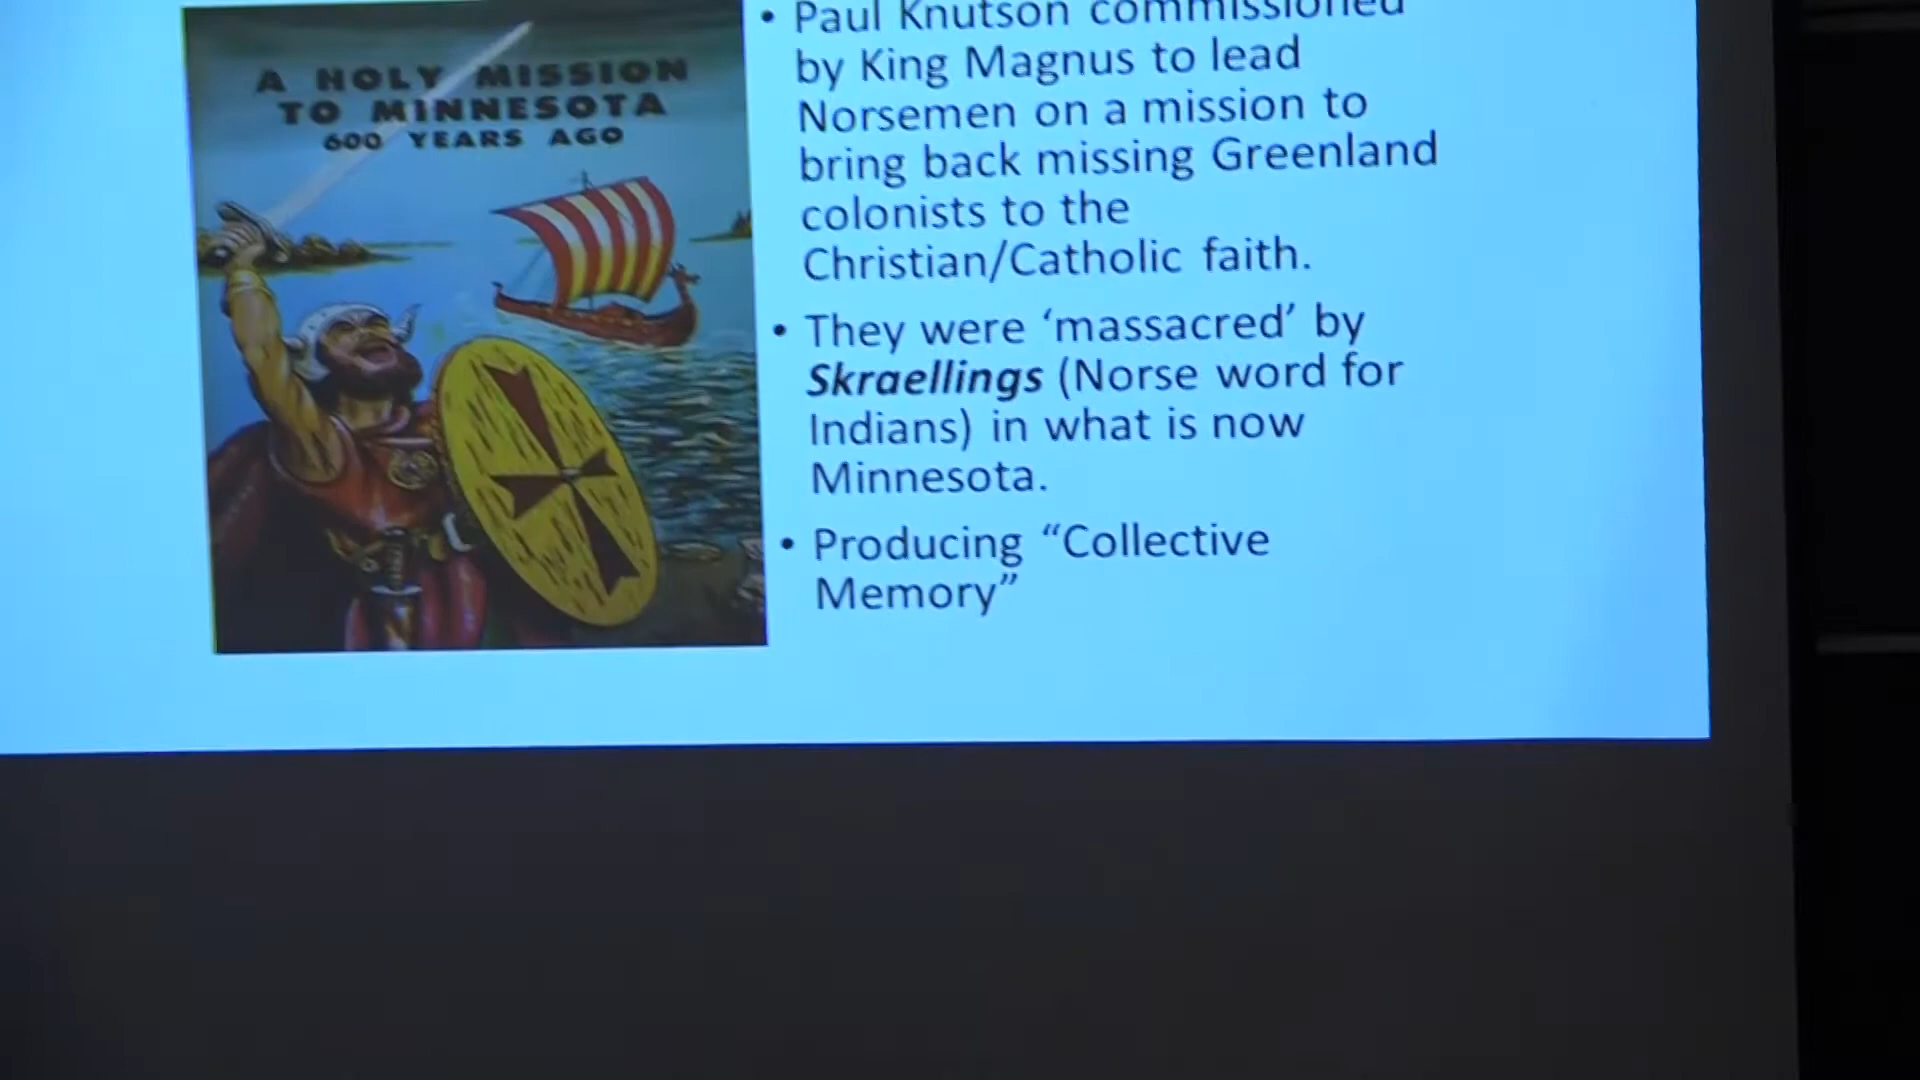 A HOLY MISSION
TO MINNESOTA
600 YEARS AGO
• Paul Knutson commissioned
by King Magnus to lead
Norsemen on a mission to
bring back missing Greenland
colonists to the
Christian/Catholic faith.
• They were ‘massacred’ by
Skraellings (Norse word for
Indians) in what is now
Minnesota.
• Producing “Collective
Memory”